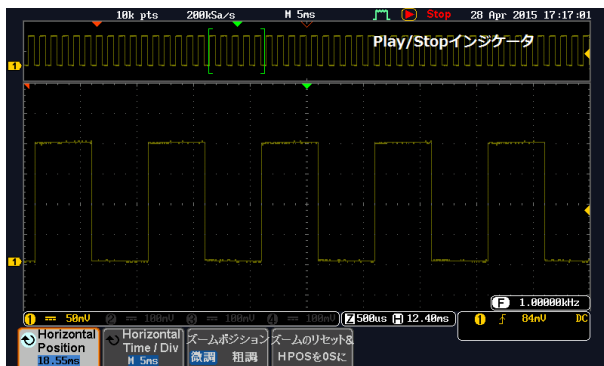 10k pts 200kSa/s M 5ms Stop 28 Apr 2015 17:17:01
Play/Stopインジケータ
1
1
F 1.00000kHz
1 50mV 2 100mV 3 100mV 4 100mV Z 500us H 12.40ms 1 84mV DC
Horizontal Position 18.55ms
Horizontal Time / Div M 5ms
ズームポジション 微調 粗調
ズームのリセット& HPOSを0Sに